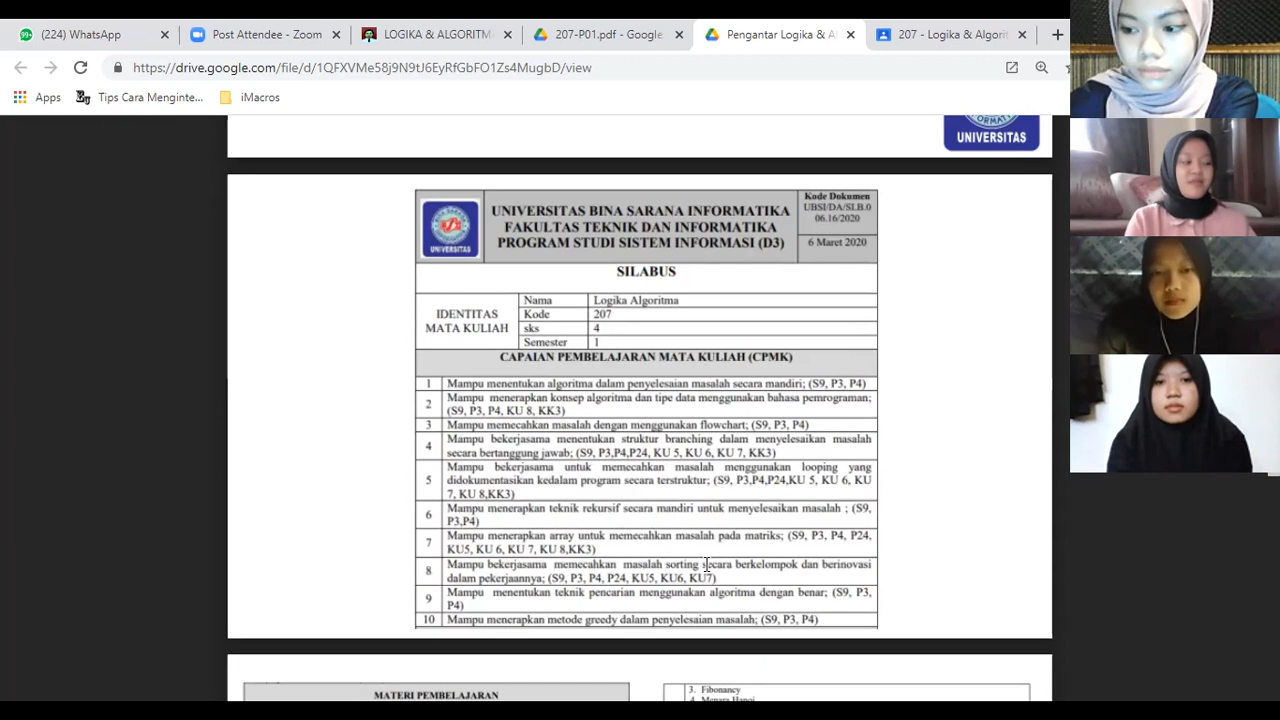 (224) WhatsApp
Post Attendee - Zoom
LOGIKA & ALGORITM
207-P01.pdf - Google
Pengantar Logika & A
207 - Logika & Algorit
https://drive.google.com/file/d/1QFXVMe58j9N9tJ6EyRfGbFO1Zs4MugbD/view
Apps
Tips Cara Menginte...
iMacros
UNIVERSITAS
UNIVERSITAS
UNIVERSITAS BINA SARANA INFORMATIKA
FAKULTAS TEKNIK DAN INFORMATIKA
PROGRAM STUDI SISTEM INFORMASI (D3)
Kode Dokumen
UBSI/DA/SLB.0
06.16/2020
6 Maret 2020
SILABUS
IDENTITAS
MATA KULIAH
Nama Logika Algoritma
Kode 207
sks 4
Semester 1
CAPAIAN PEMBELAJARAN MATA KULIAH (CPMK)
1 Mampu menentukan algoritma dalam penyelesaian masalah secara mandiri; (S9, P3, P4)
2 Mampu menerapkan konsep algoritma dan tipe data menggunakan bahasa pemrograman;
(S9, P3, P4, KU 8, KK3)
3 Mampu memecahkan masalah dengan menggunakan flowchart; (S9, P3, P4)
4 Mampu bekerjasama menentukan struktur branching dalam menyelesaikan masalah
secara bertanggung jawab; (S9, P3,P4,P24, KU 5, KU 6, KU 7, KK3)
5 Mampu bekerjasama untuk memecahkan masalah menggunakan looping yang
didokumentasikan kedalam program secara terstruktur; (S9, P3,P4,P24,KU 5, KU 6, KU
7, KU 8,KK3)
6 Mampu menerapkan teknik rekursif secara mandiri untuk menyelesaikan masalah ; (S9,
P3,P4)
7 Mampu menerapkan array untuk memecahkan masalah pada matriks; (S9, P3, P4, P24,
KU5, KU 6, KU 7, KU 8,KK3)
8 Mampu bekerjasama memecahkan masalah sorting secara berkelompok dan berinovasi
dalam pekerjaannya; (S9, P3, P4, P24, KU5, KU6, KU7)
9 Mampu menentukan teknik pencarian menggunakan algoritma dengan benar; (S9, P3,
P4)
10 Mampu menerapkan metode greedy dalam penyelesaian masalah; (S9, P3, P4)
MATERI PEMBELAJARAN
3. Fibonancy
4. Menara Hanoi